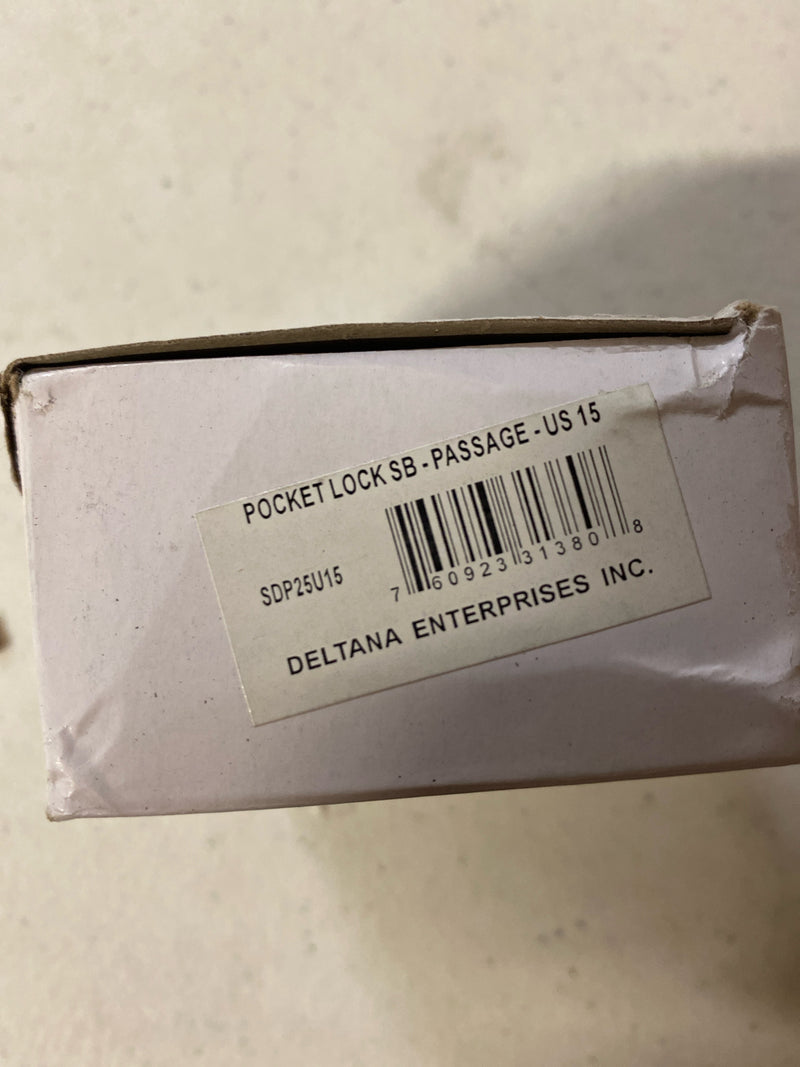 POCKET LOCK SB - PASSAGE - US 15
SDP25U15
7 60923 31380 8
DELTANA ENTERPRISES INC.